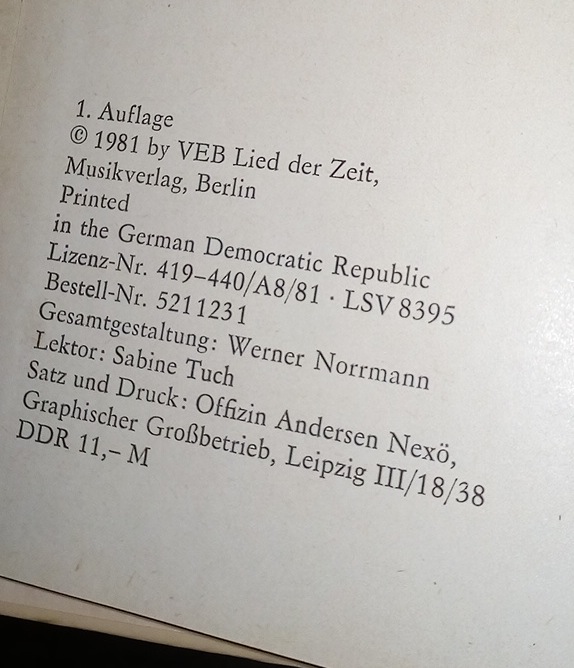 1. Auflage
© 1981 by VEB Lied der Zeit,
Musikverlag, Berlin
Printed
in the German Democratic Republic
Lizenz-Nr. 419–440/A8/81 · LSV 8395
Bestell-Nr. 5211231
Gesamtgestaltung: Werner Norrmann
Lektor: Sabine Tuch
Satz und Druck: Offizin Andersen Nexö,
Graphischer Großbetrieb, Leipzig III/18/38
DDR 11,– M